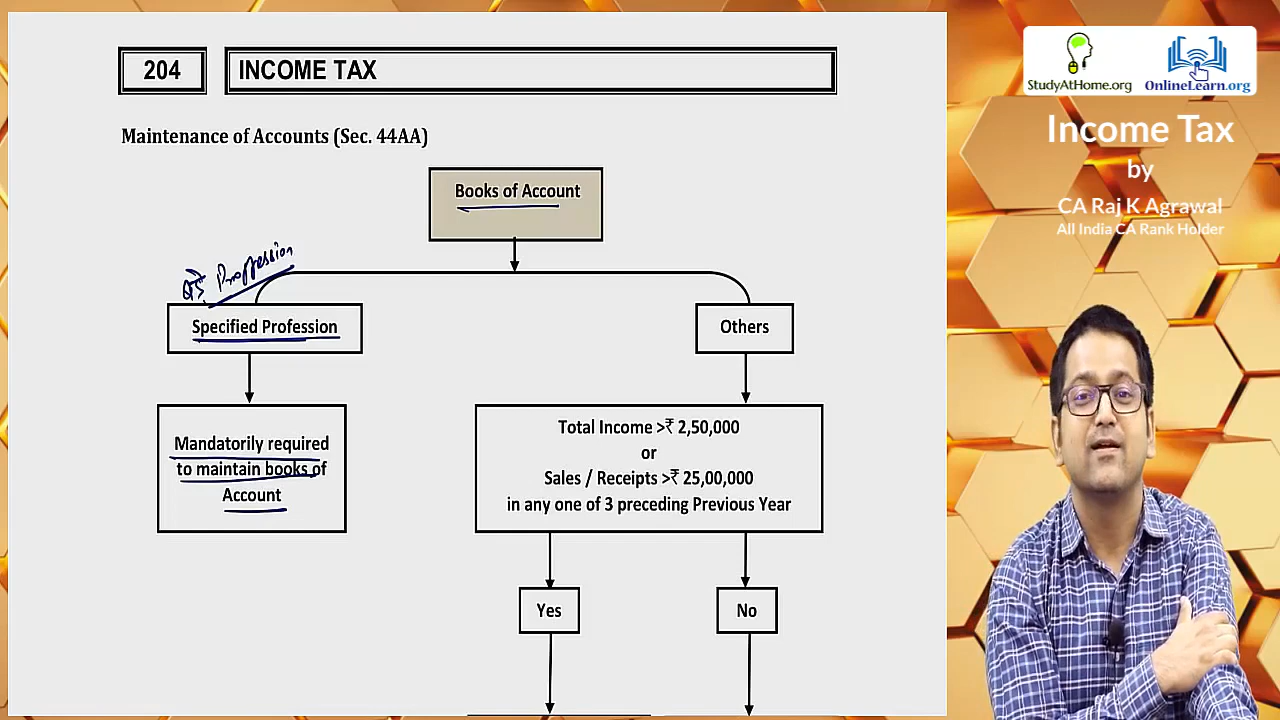 204
INCOME TAX
Maintenance of Accounts (Sec. 44AA)
Books of Account
Profession
Specified Profession
Others
Mandatorily required
to maintain books of
Account
Total Income >₹ 2,50,000
or
Sales / Receipts >₹ 25,00,000
in any one of 3 preceding Previous Year
Yes
No
StudyAtHome.org
OnlineLearn.org
Income Tax
by
CA Raj K Agrawal
All India CA Rank Holder